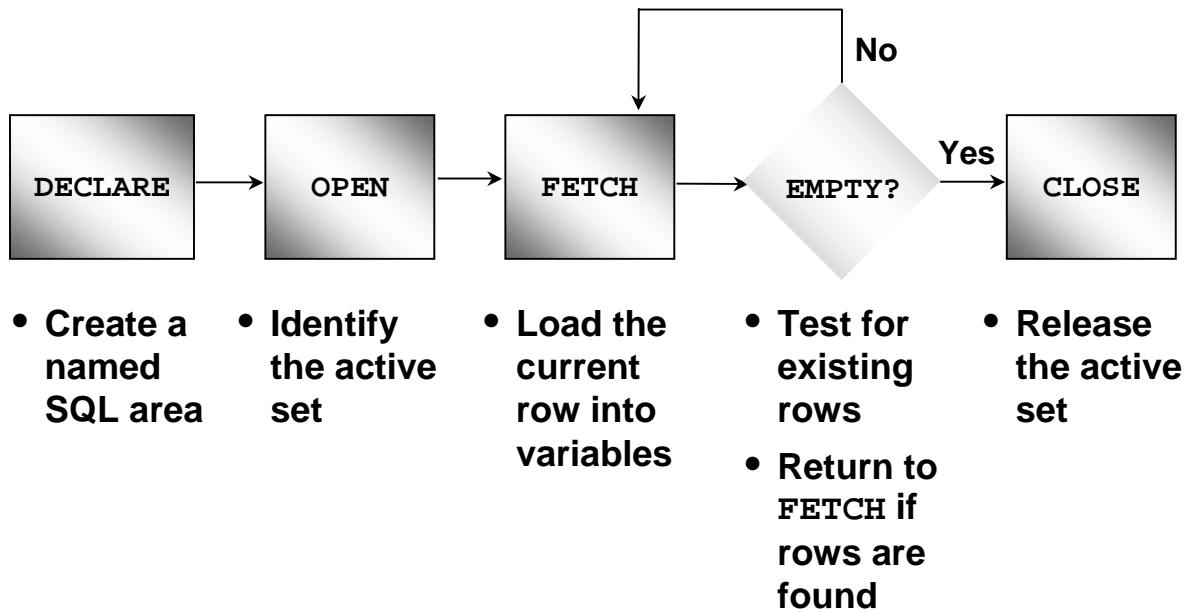 No
DECLARE
OPEN
FETCH
EMPTY?
Yes
CLOSE
• Create a
named
SQL area
• Identify
the active
set
• Load the
current
row into
variables
• Test for
existing
rows
• Return to
FETCH if
rows are
found
• Release
the active
set